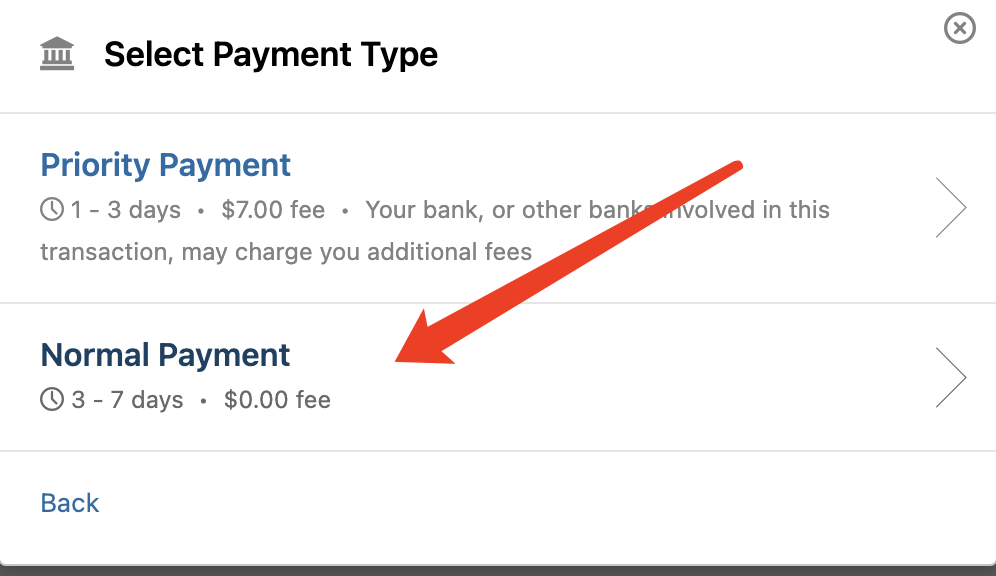 Select Payment Type
Priority Payment
1 - 3 days • $7.00 fee • Your bank, or other banks involved in this
transaction, may charge you additional fees
Normal Payment
3 - 7 days • $0.00 fee
Back